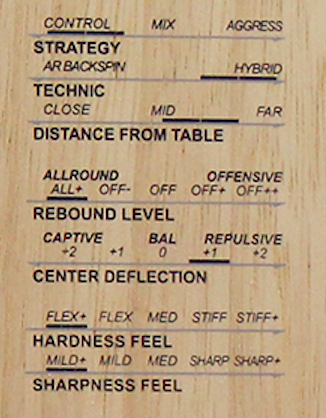 CONTROL MIX AGGRESS
STRATEGY
AR BACKSPIN HYBRID
TECHNIC
CLOSE MID FAR
DISTANCE FROM TABLE
ALLROUND OFFENSIVE
ALL+ OFF- OFF OFF+ OFF++
REBOUND LEVEL
CAPTIVE BAL REPULSIVE
+2 +1 0 +1 +2
CENTER DEFLECTION
FLEX+ FLEX MED STIFF STIFF+
HARDNESS FEEL
MILD+ MILD MED SHARP SHARP+
SHARPNESS FEEL